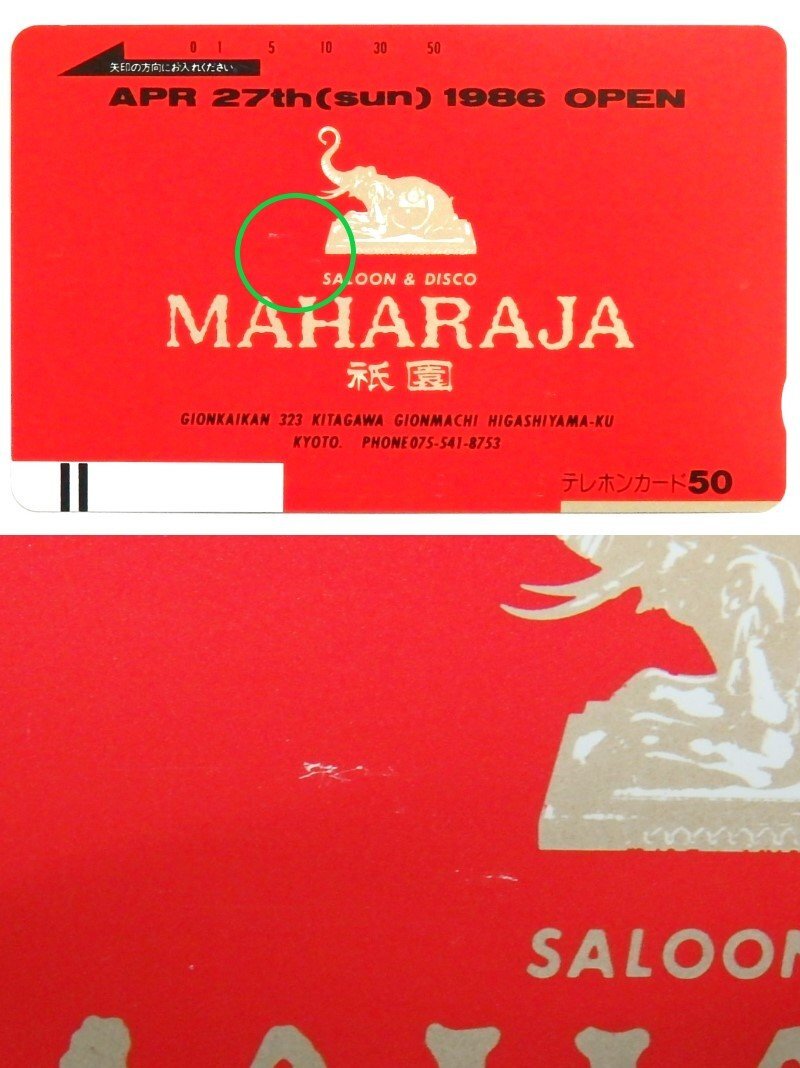 0 1 5 10 30 50
矢印の方向にお入れください。
APR 27th(sun) 1986 OPEN
SALOON & DISCO
MAHARAJA
祇園
GIONKAIKAN 323 KITAGAWA GIONMACHI HIGASHIYAMA-KU
KYOTO. PHONE 075-541-8753
テレホンカード50
SALOON